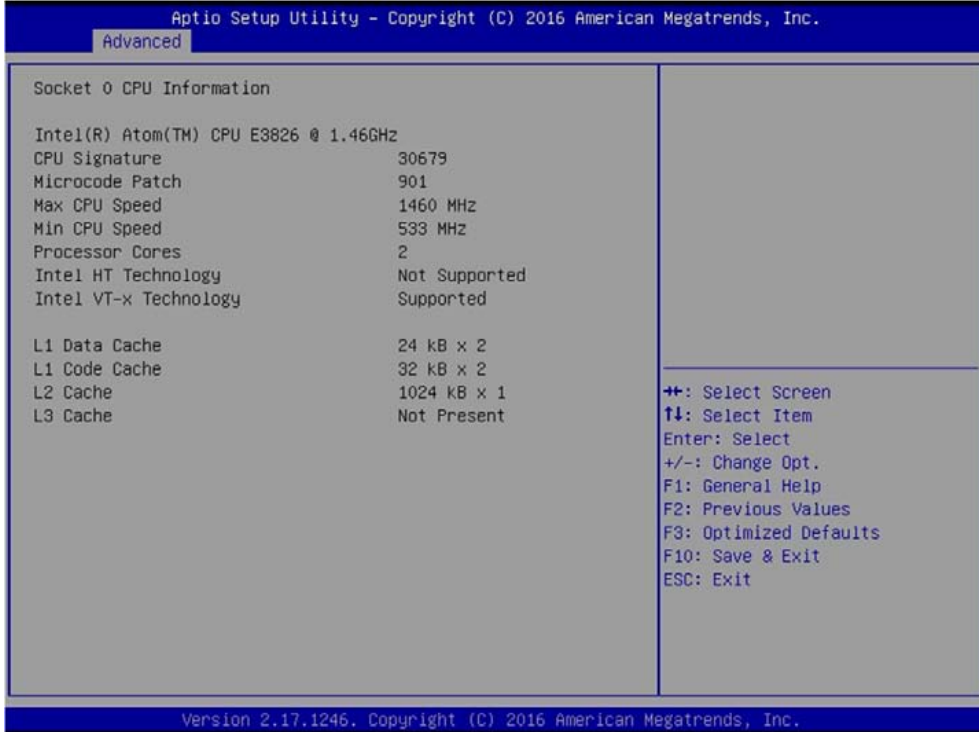 Aptio Setup Utility – Copyright (C) 2016 American Megatrends, Inc.
Advanced
Socket 0 CPU Information
Intel(R) Atom(TM) CPU E3826 @ 1.46GHz
CPU Signature 30679
Microcode Patch 901
Max CPU Speed 1460 MHz
Min CPU Speed 533 MHz
Processor Cores 2
Intel HT Technology Not Supported
Intel VT-x Technology Supported
L1 Data Cache 24 kB x 2
L1 Code Cache 32 kB x 2
L2 Cache 1024 kB x 1
L3 Cache Not Present
→←: Select Screen
↑↓: Select Item
Enter: Select
+/-: Change Opt.
F1: General Help
F2: Previous Values
F3: Optimized Defaults
F10: Save & Exit
ESC: Exit
Version 2.17.1246. Copyright (C) 2016 American Megatrends, Inc.